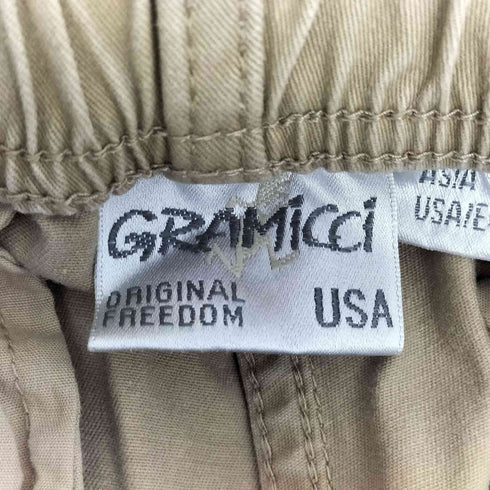 GRAMiCCi
ORIGINAL
FREEDOM
USA
ASIA
USA/E